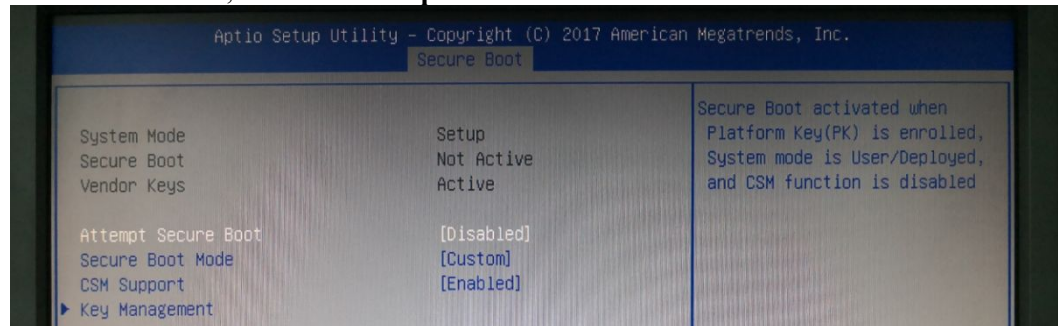 Aptio Setup Utility – Copyright (C) 2017 American Megatrends, Inc.
Secure Boot
System Mode Setup
Secure Boot Not Active
Vendor Keys Active
Attempt Secure Boot [Disabled]
Secure Boot Mode [Custom]
CSM Support [Enabled]
▶ Key Management
Secure Boot activated when
Platform Key(PK) is enrolled,
System mode is User/Deployed,
and CSM function is disabled